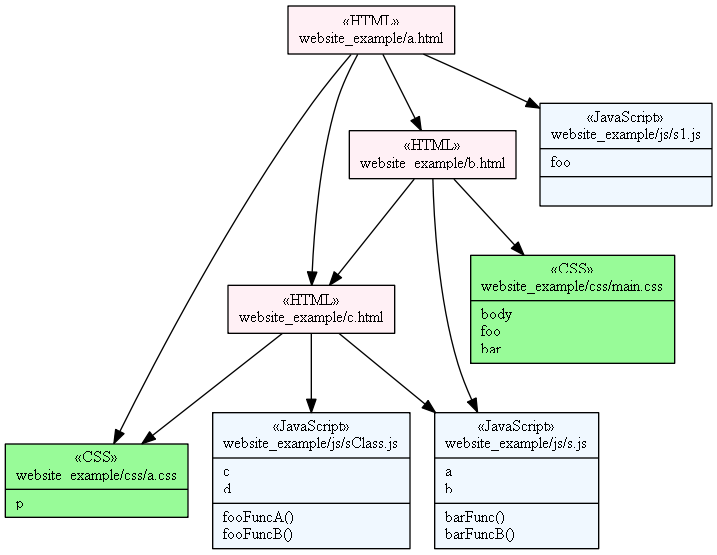 «HTML»
website_example/a.html
«JavaScript»
website_example/js/s1.js
foo
«HTML»
website_example/b.html
«CSS»
website_example/css/main.css
body
foo
bar
«HTML»
website_example/c.html
«CSS»
website_example/css/a.css
p
«JavaScript»
website_example/js/sClass.js
c
d
fooFuncA()
fooFuncB()
«JavaScript»
website_example/js/s.js
a
b
barFunc()
barFuncB()